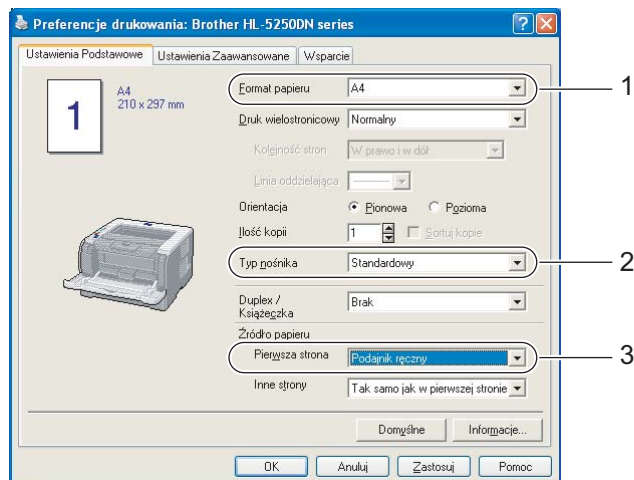 Preferencje drukowania: Brother HL-5250DN series
Ustawienia Podstawowe Ustawienia Zaawansowane Wsparcie
1
A4
210 x 297 mm
Format papieru A4 1
Druk wielostronicowy Normalny
Kolejność stron W prawo i w dół
Linia oddzielająca
Orientacja Pionowa Pozioma
Ilość kopii 1 Sortuj kopie
Typ nośnika Standardowy 2
Duplex / Książeczka Brak
Źródło papieru
Pierwsza strona Podajnik ręczny 3
Inne strony Tak samo jak w pierwszej stronie
Domyślne Informacje...
OK Anuluj Zastosuj Pomoc